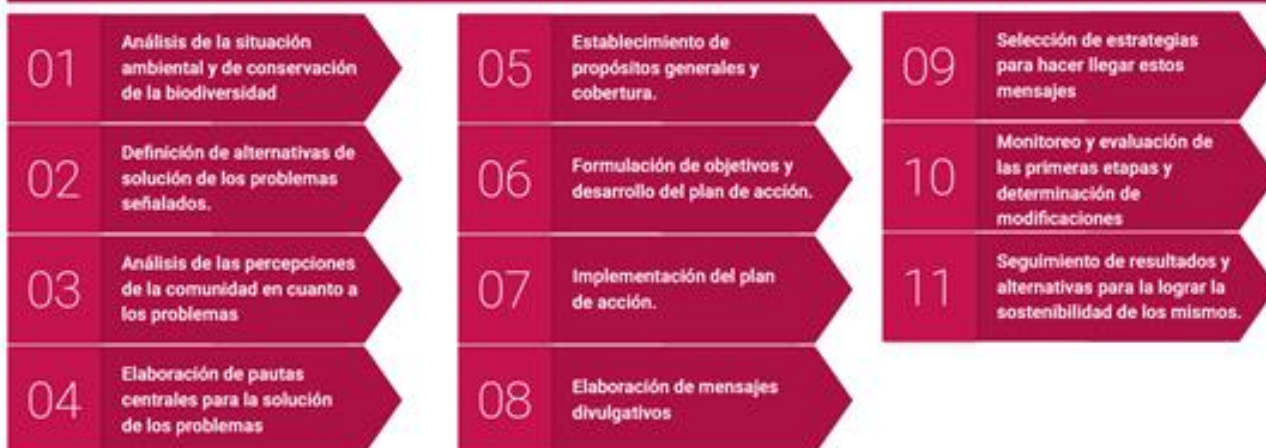 01
Análisis de la situación
ambiental y de conservación
de la biodiversidad
02
Definición de alternativas de
solución de los problemas
señalados.
03
Análisis de las percepciones
de la comunidad en cuanto a
los problemas
04
Elaboración de pautas
centrales para la solución
de los problemas
05
Establecimiento de
propósitos generales y
cobertura.
06
Formulación de objetivos y
desarrollo del plan de acción.
07
Implementación del plan
de acción.
08
Elaboración de mensajes
divulgativos
09
Selección de estrategias
para hacer llegar estos
mensajes
10
Monitoreo y evaluación de
las primeras etapas y
determinación de
modificaciones
11
Seguimiento de resultados y
alternativas para la lograr la
sostenibilidad de los mismos.